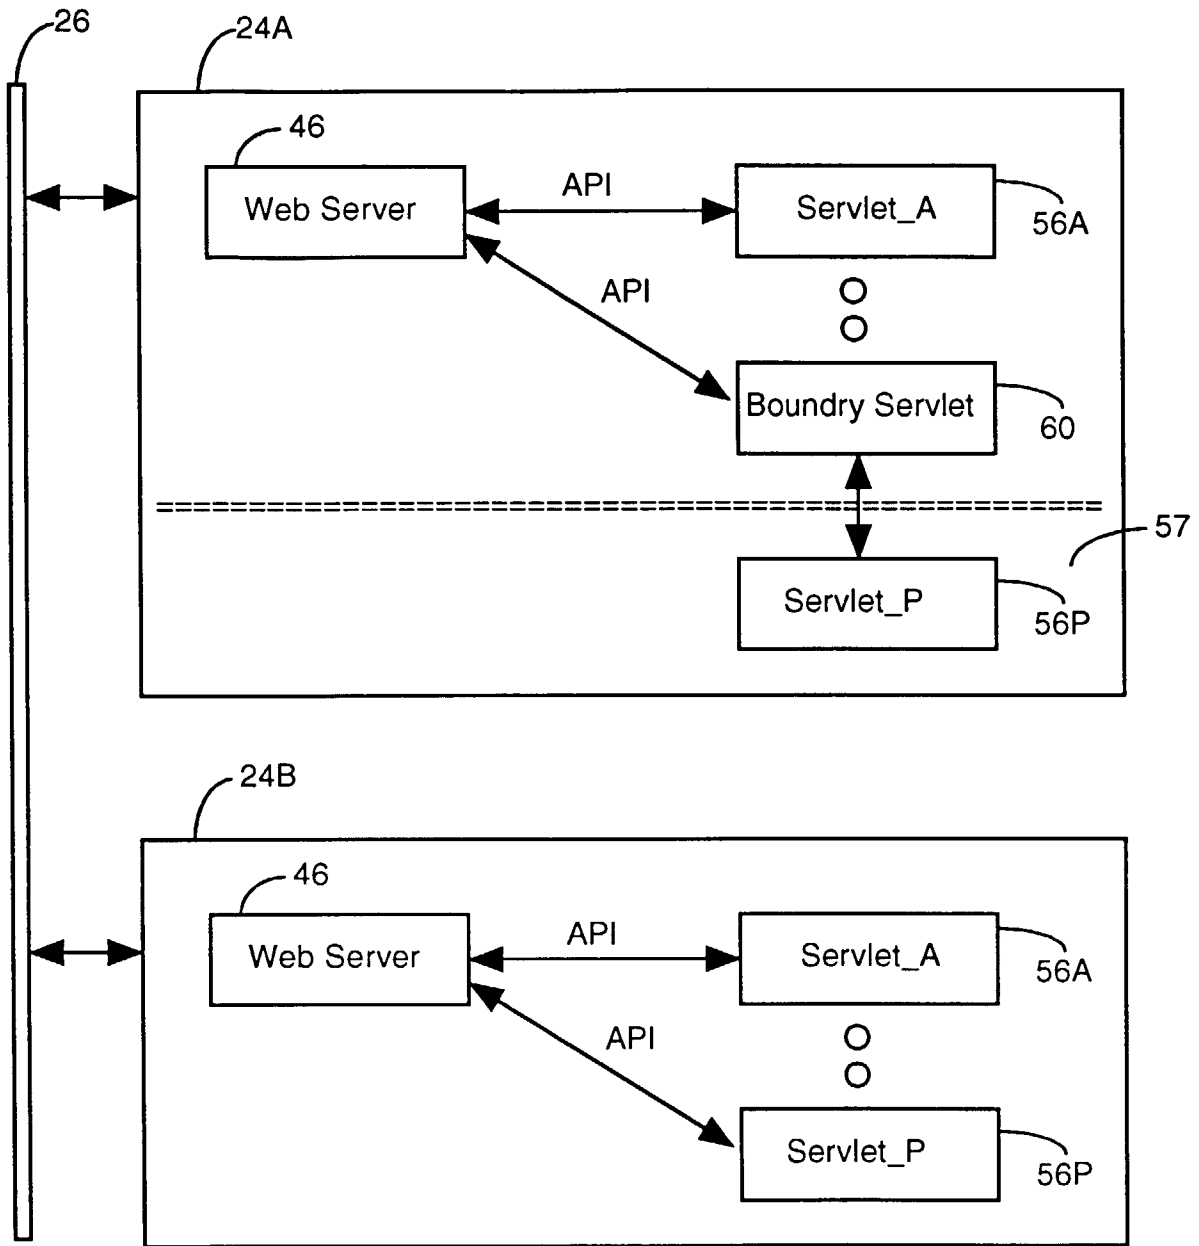 26
24A
46
Web Server
API
Servlet_A
56A
API
Boundry Servlet
60
57
Servlet_P
56P
24B
46
Web Server
API
Servlet_A
56A
API
Servlet_P
56P